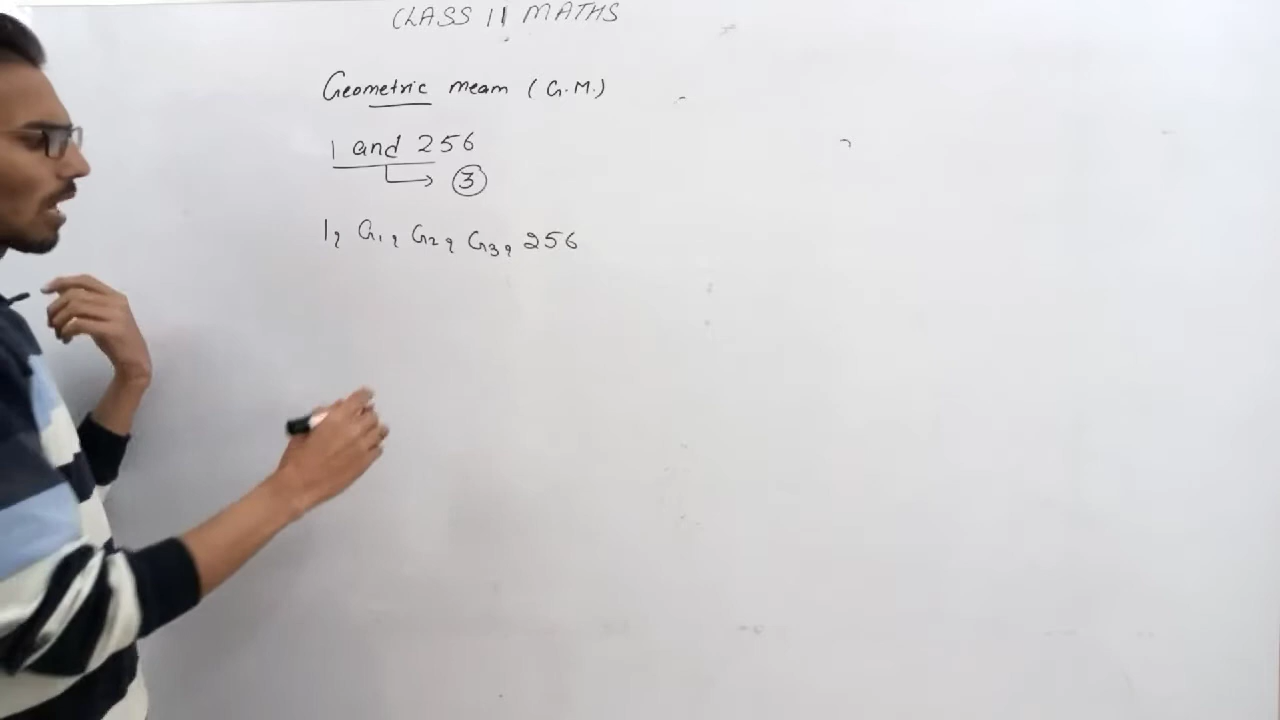 CLASS 11 MATHS
Geometric mean (G.M.)
1 and 256
3
1, G1, G2, G3, 256